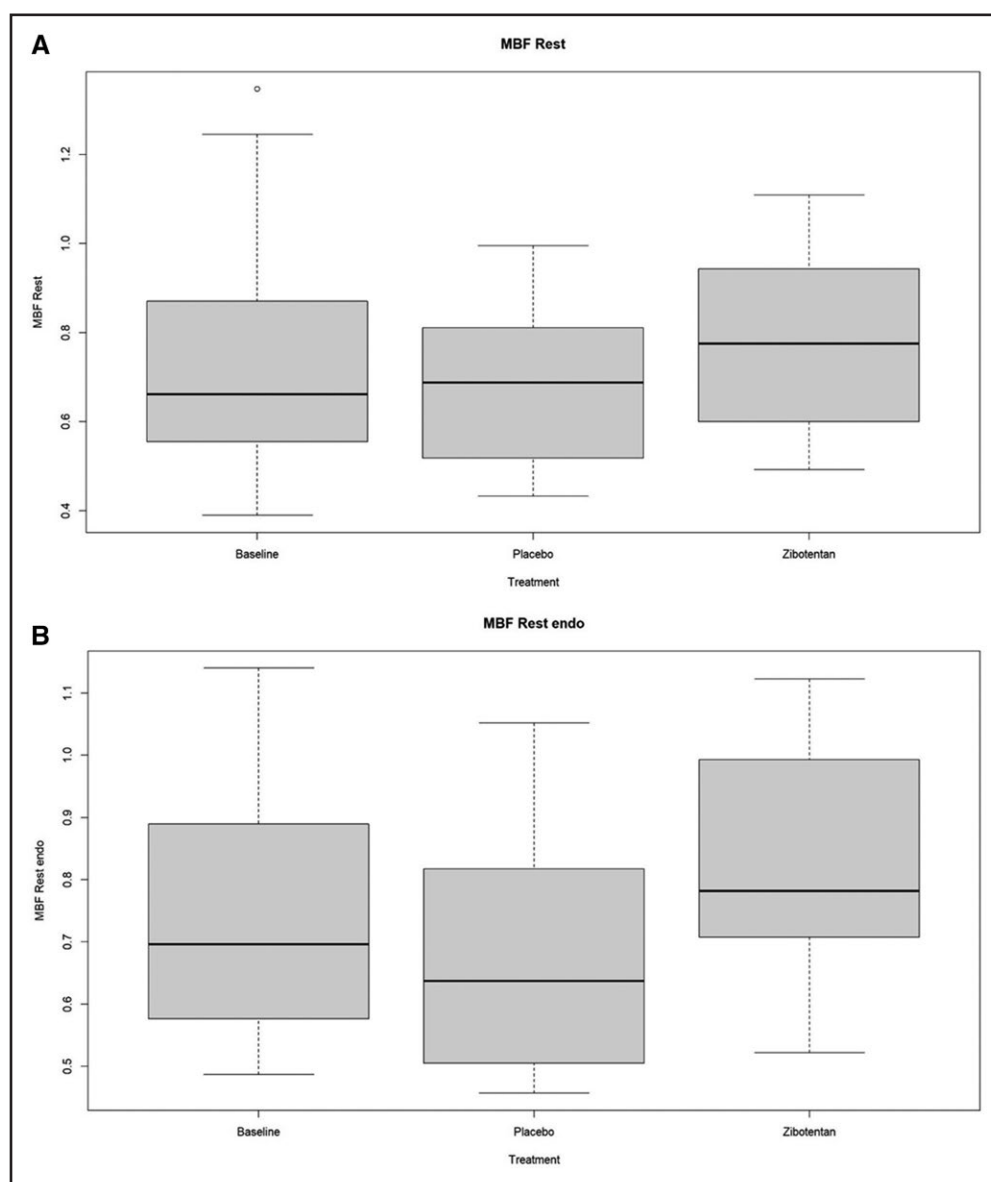 A
MBF Rest
MBF Rest
1.2
1.0
0.8
0.6
0.4
Baseline Placebo Zibotentan
Treatment
B
MBF Rest endo
MBF Rest endo
1.1
1.0
0.9
0.8
0.7
0.6
0.5
Baseline Placebo Zibotentan
Treatment